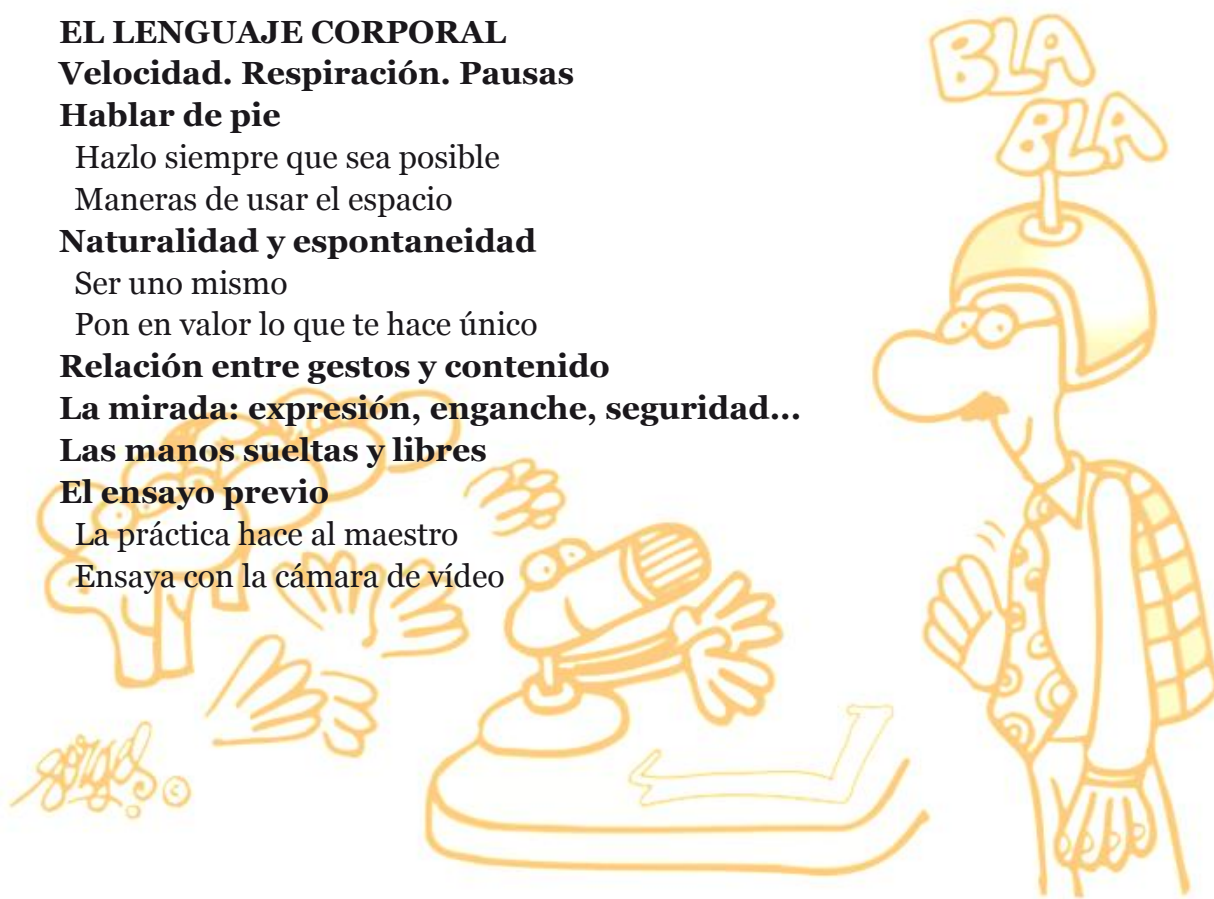 EL LENGUAJE CORPORAL
Velocidad. Respiración. Pausas
Hablar de pie
Hazlo siempre que sea posible
Maneras de usar el espacio
Naturalidad y espontaneidad
Ser uno mismo
Pon en valor lo que te hace único
Relación entre gestos y contenido
La mirada: expresión, enganche, seguridad...
Las manos sueltas y libres
El ensayo previo
La práctica hace al maestro
Ensaya con la cámara de vídeo
BLA
BLA